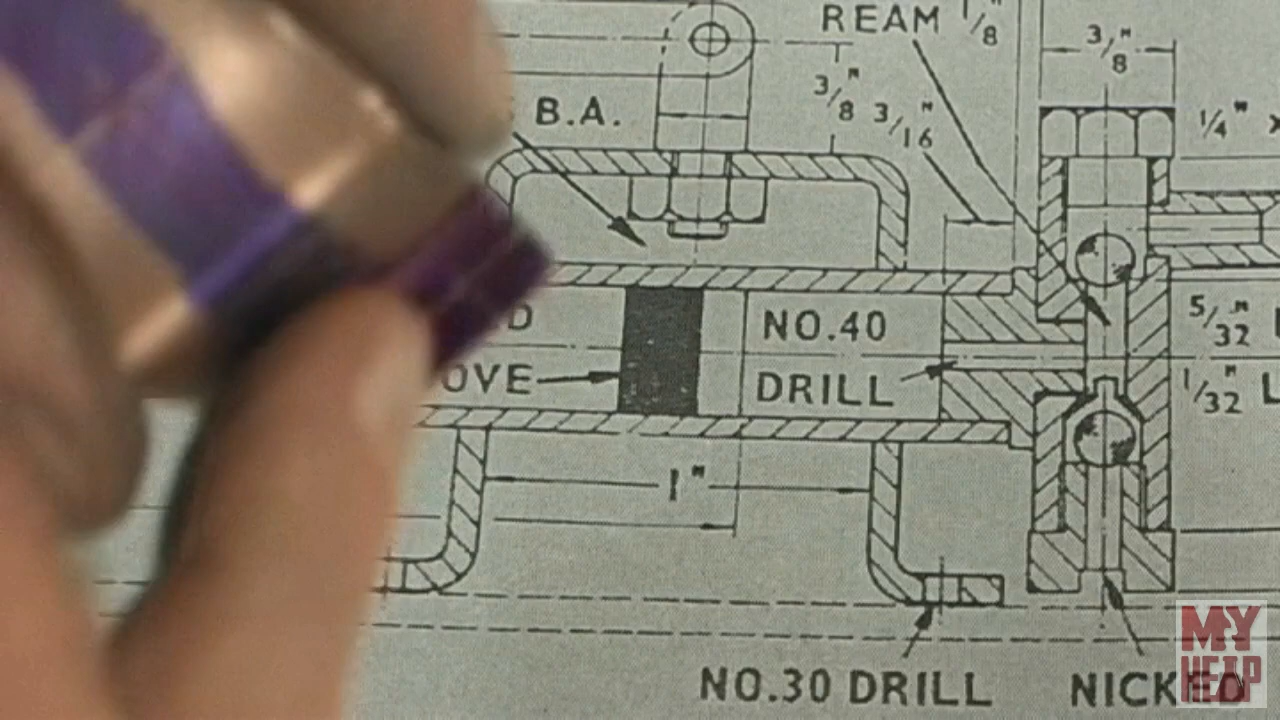 REAM 1/8
3/8"
B.A.
3/8"
3/16"
1/4" x
NO.40
OVE
DRILL
5/32"
1/32" L
1"
NO.30 DRILL
NICKED
MY
HEAP